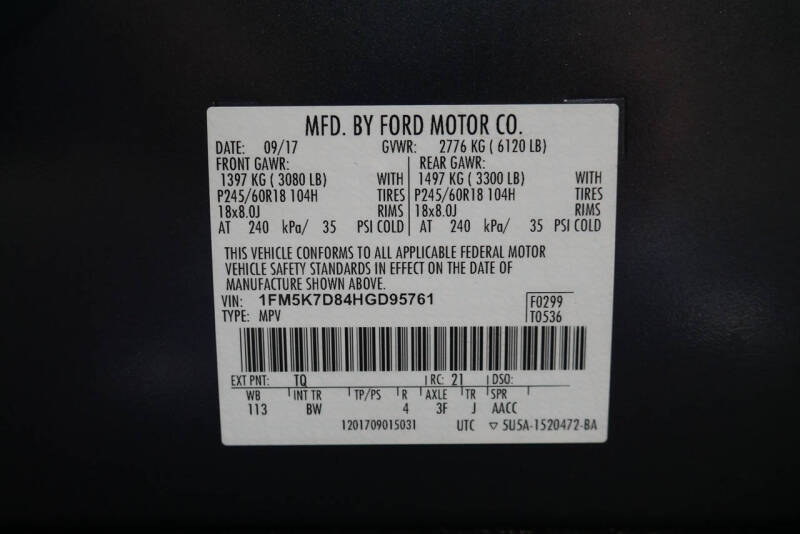 MFD. BY FORD MOTOR CO.
DATE: 09/17 GVWR: 2776 KG ( 6120 LB)
FRONT GAWR: REAR GAWR:
1397 KG ( 3080 LB) WITH 1497 KG ( 3300 LB) WITH
P245/60R18 104H TIRES P245/60R18 104H TIRES
18x8.0J RIMS 18x8.0J RIMS
AT 240 kPa/ 35 PSI COLD AT 240 kPa/ 35 PSI COLD
THIS VEHICLE CONFORMS TO ALL APPLICABLE FEDERAL MOTOR
VEHICLE SAFETY STANDARDS IN EFFECT ON THE DATE OF
MANUFACTURE SHOWN ABOVE.
VIN: 1FM5K7D84HGD95761 F0299
TYPE: MPV T0536
EXT PNT: TQ RC: 21 DSO:
WB INT TR TP/PS R AXLE TR SPR
113 BW 4 3F J AACC
1201709015031 UTC ▽ 5U5A-1520472-BA